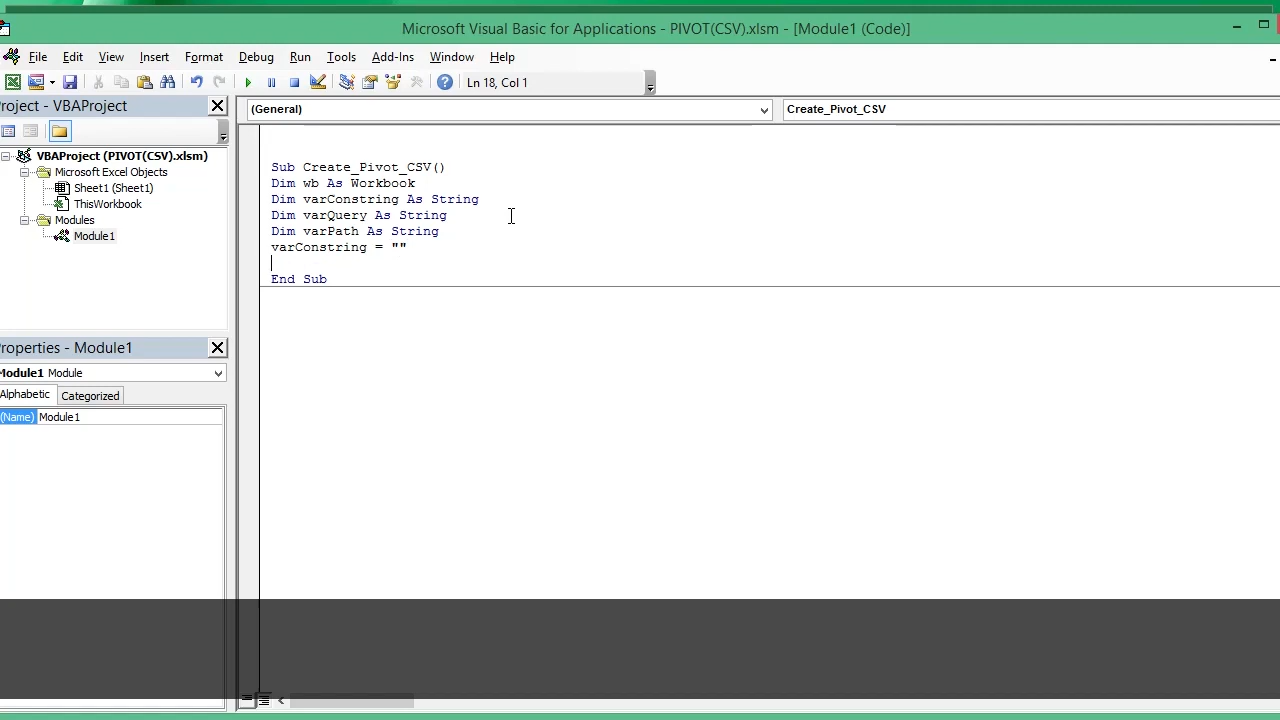 Microsoft Visual Basic for Applications - PIVOT(CSV).xlsm - [Module1 (Code)]
File Edit View Insert Format Debug Run Tools Add-Ins Window Help
Ln 18, Col 1
roject - VBAProject
(General)
Create_Pivot_CSV
VBAProject (PIVOT(CSV).xlsm)
Microsoft Excel Objects
Sheet1 (Sheet1)
ThisWorkbook
Modules
Module1
Sub Create_Pivot_CSV()
Dim wb As Workbook
Dim varConstring As String
Dim varQuery As String
Dim varPath As String
varConstring = ""
End Sub
roperties - Module1
Module1 Module
Alphabetic Categorized
(Name) Module1